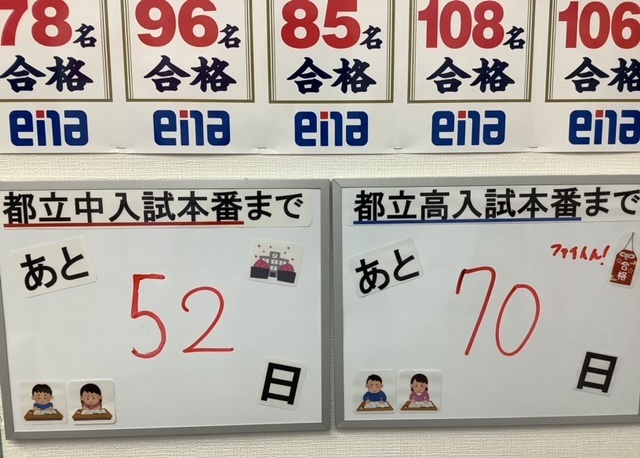 78名
合格
ena
96名
合格
ena
85名
合格
ena
108名
合格
ena
106
合格
ena
都立中入試本番まで
あと
52
日
都立高入試本番まで
あと
ファイトん!
合格
70
日